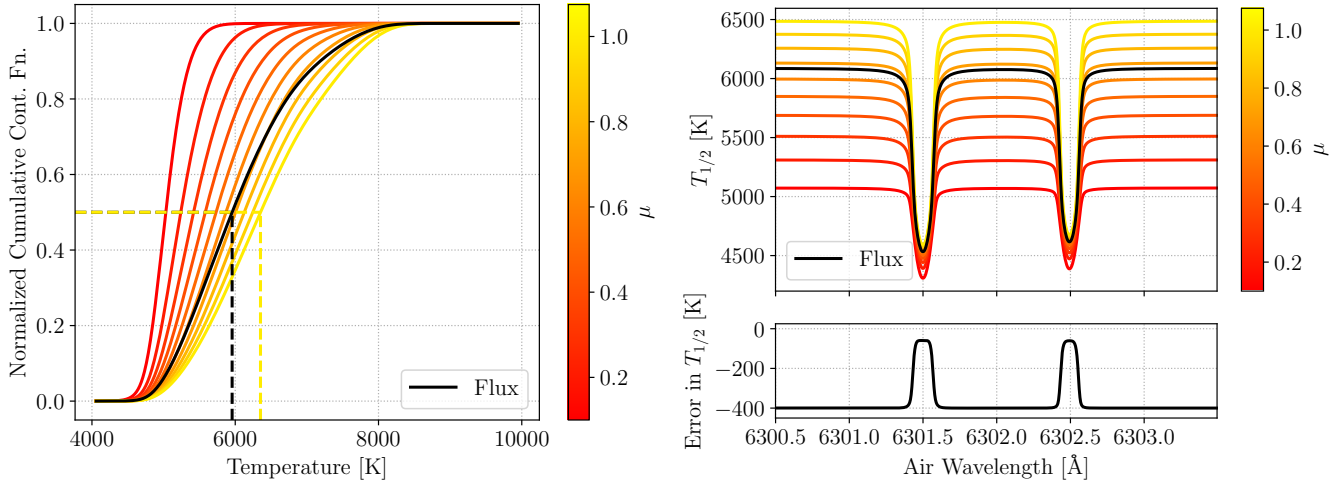 Normalized Cumulative Cont. Fn.
1.0
0.8
0.6
0.4
0.2
0.0
4000 6000 8000 10000
Temperature [K]
Flux
1.0
0.8
0.6
0.4
0.2
μ
T1/2 [K]
6500
6000
5500
5000
4500
Flux
1.0
0.8
0.6
0.4
0.2
μ
Error in T1/2 [K]
0
−200
−400
6300.5 6301.0 6301.5 6302.0 6302.5 6303.0
Air Wavelength [Å]